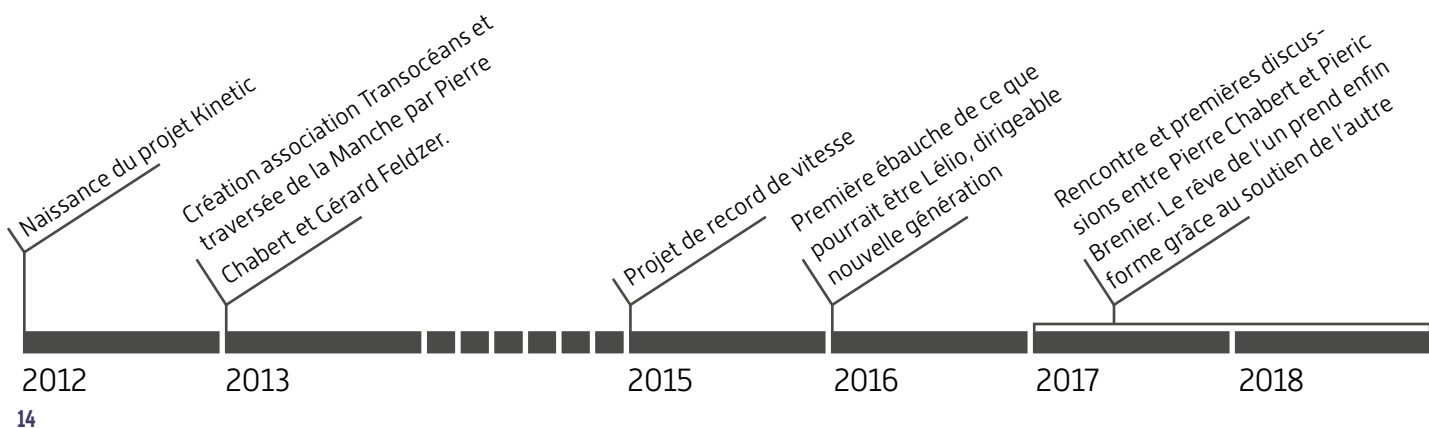 Naissance du projet Kinetic
Création association Transocéans et
traversée de la Manche par Pierre
Chabert et Gérard Feldzer.
Projet de record de vitesse
Première ébauche de ce que
pourrait être Lélio, dirigeable
nouvelle génération
Rencontre et premières discus-
sions entre Pierre Chabert et Pieric
Brenier. Le rêve de l'un prend enfin
forme grâce au soutien de l'autre
2012
2013
2015
2016
2017
2018
14